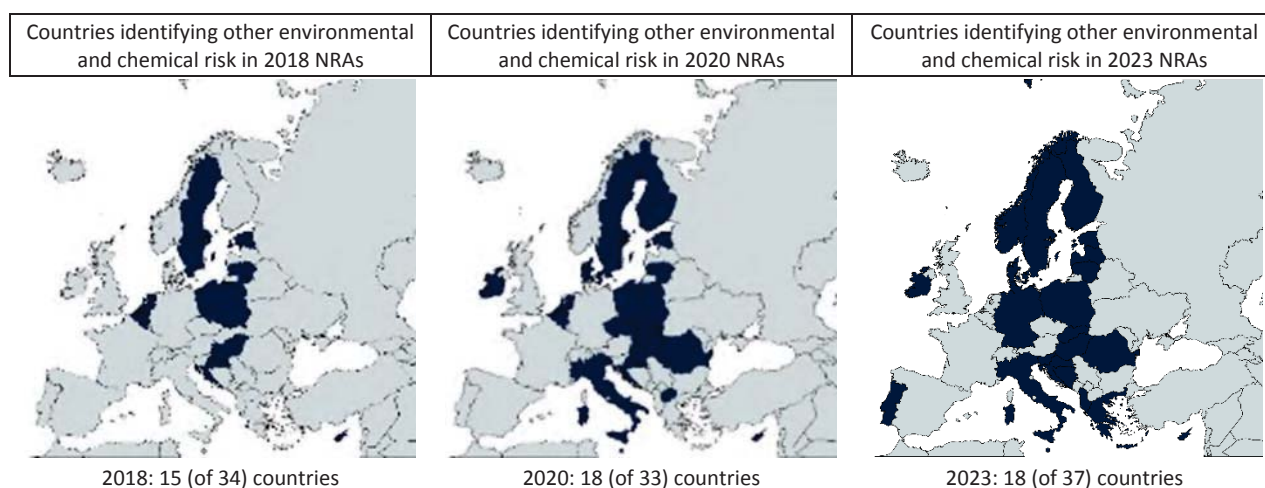 Countries identifying other environmental
and chemical risk in 2018 NRAs
Countries identifying other environmental
and chemical risk in 2020 NRAs
Countries identifying other environmental
and chemical risk in 2023 NRAs
2018: 15 (of 34) countries
2020: 18 (of 33) countries
2023: 18 (of 37) countries